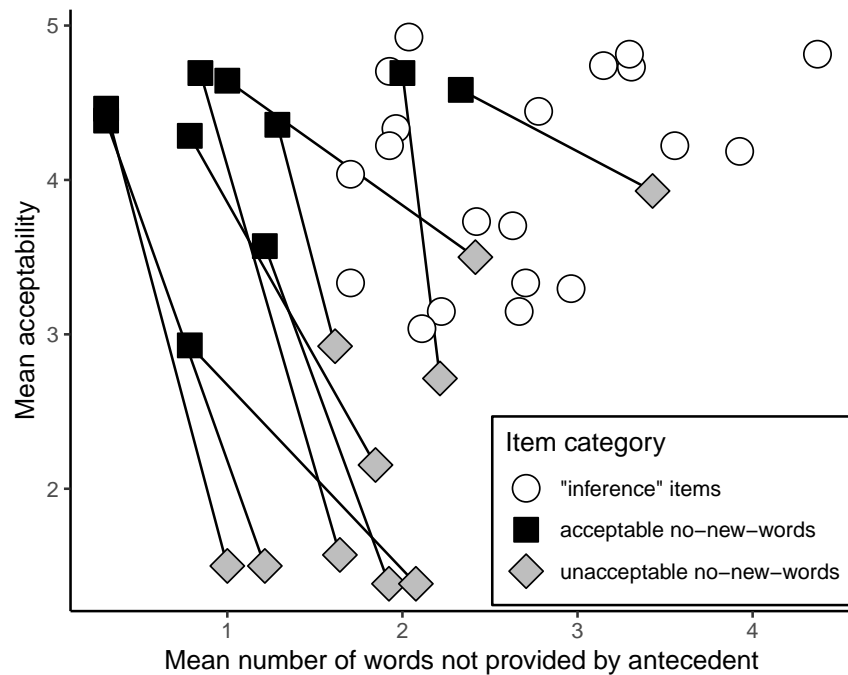 5
4
3
2
Mean acceptability
1
2
3
4
Mean number of words not provided by antecedent
Item category
"inference" items
acceptable no−new−words
unacceptable no−new−words